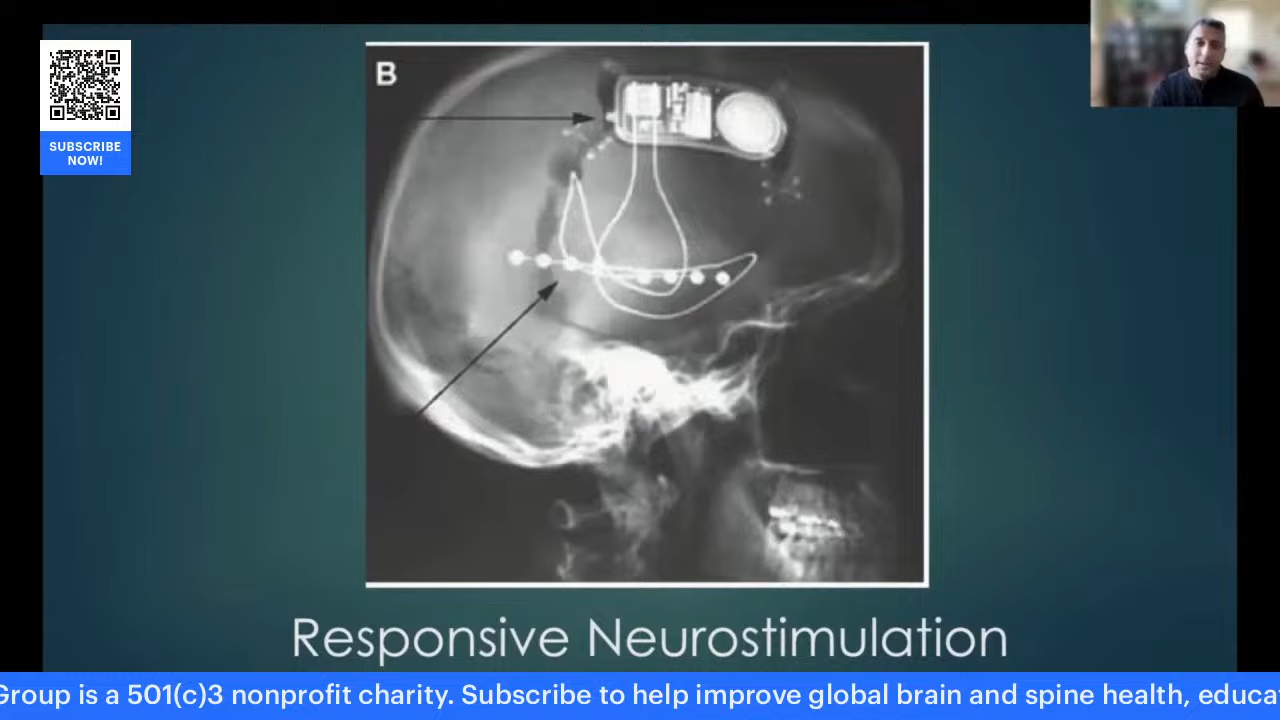 B
SUBSCRIBE
NOW!
Responsive Neurostimulation
Group is a 501(c)3 nonprofit charity. Subscribe to help improve global brain and spine health, educa